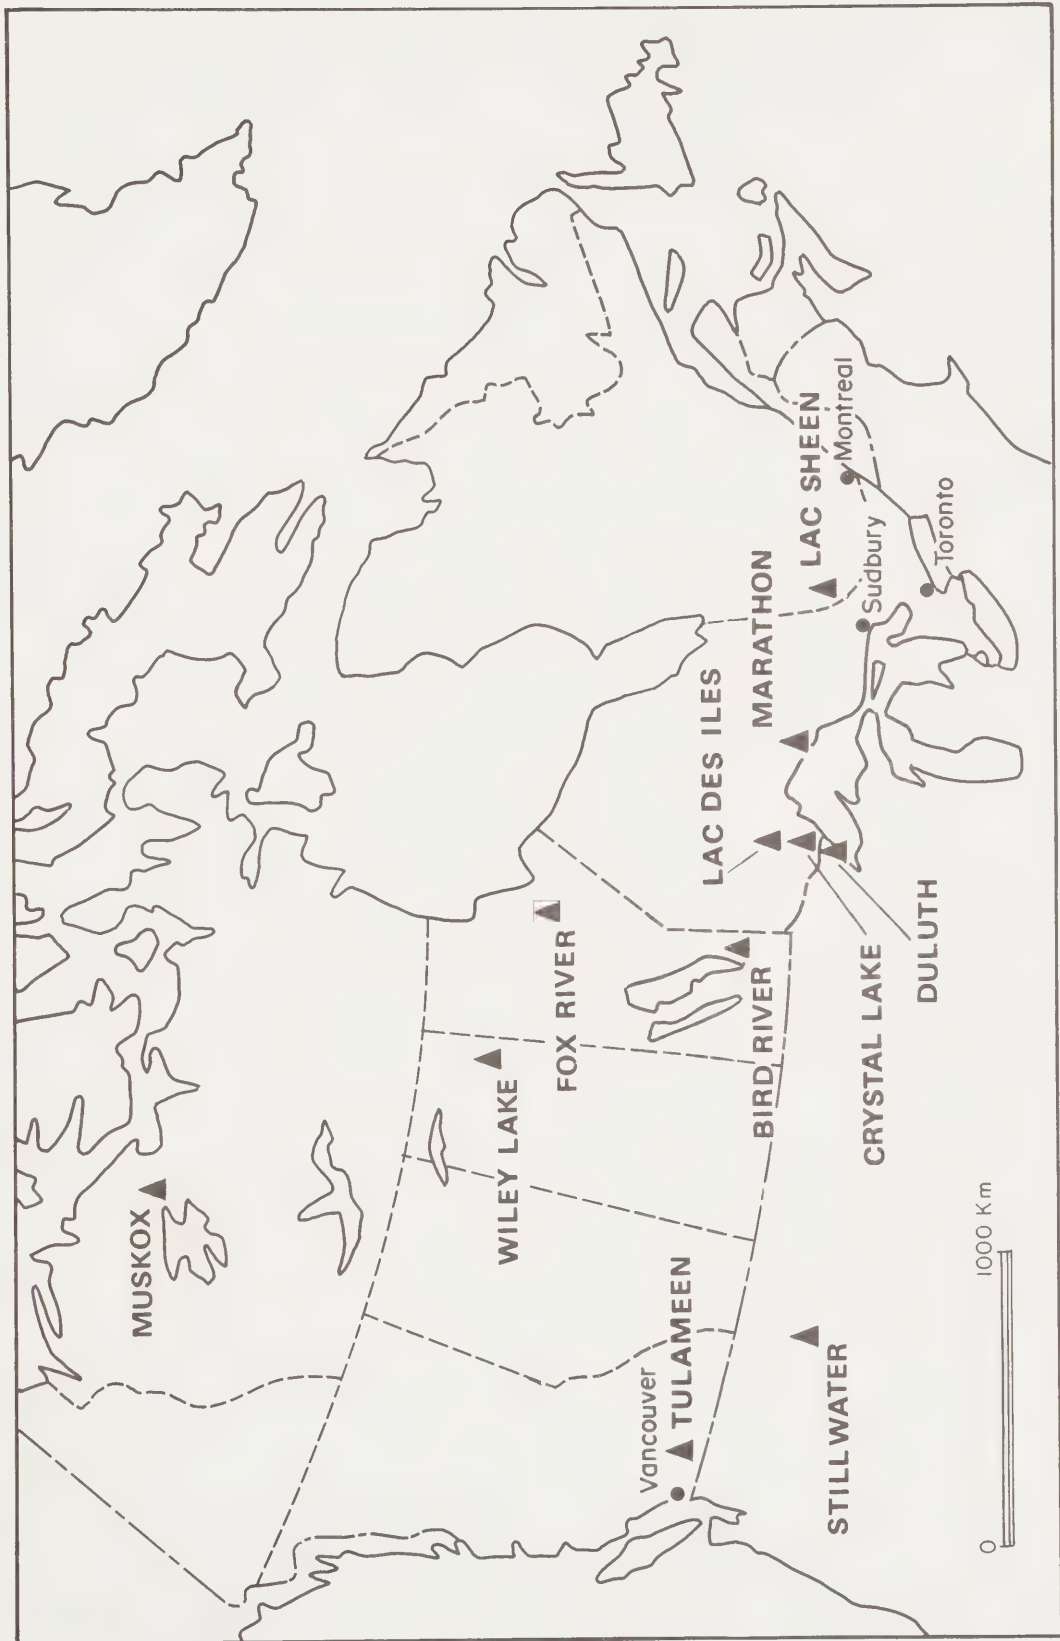 MUSKOX
WILEY LAKE
FOX RIVER
LAC DES ILES
MARATHON
LAC SHEEN
Montreal
Sudbury
Toronto
Vancouver
TULAMEEN
BIRD RIVER
CRYSTAL LAKE
DULUTH
STILLWATER
0 1000 Km